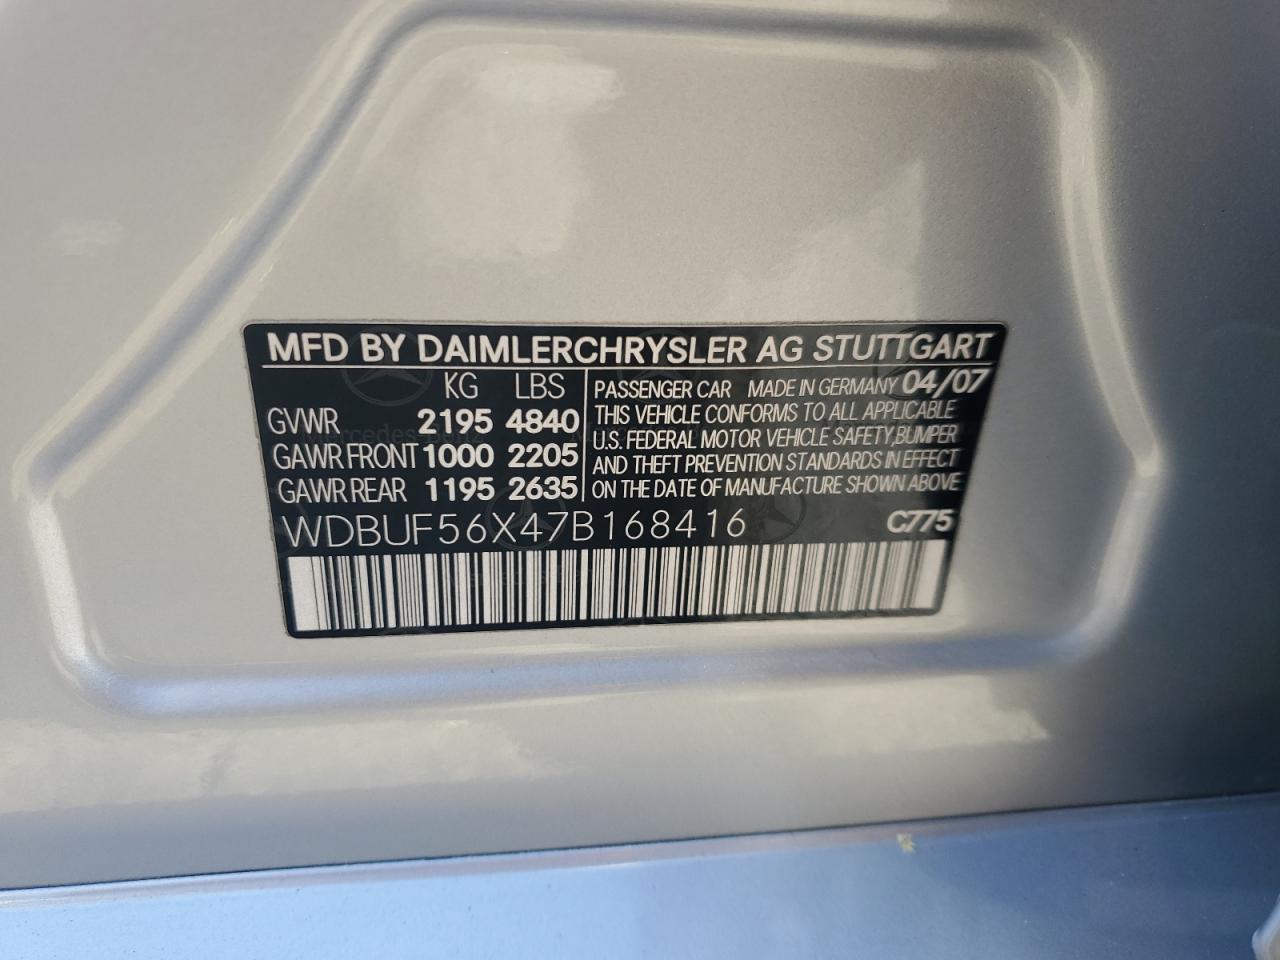 MFD BY DAIMLERCHRYSLER AG STUTTGART
KG LBS
GVWR 2195 4840
GAWR FRONT 1000 2205
GAWR REAR 1195 2635
PASSENGER CAR MADE IN GERMANY 04/07
THIS VEHICLE CONFORMS TO ALL APPLICABLE
U.S. FEDERAL MOTOR VEHICLE SAFETY,BUMPER
AND THEFT PREVENTION STANDARDS IN EFFECT
ON THE DATE OF MANUFACTURE SHOWN ABOVE
WDBUF56X47B168416 C775